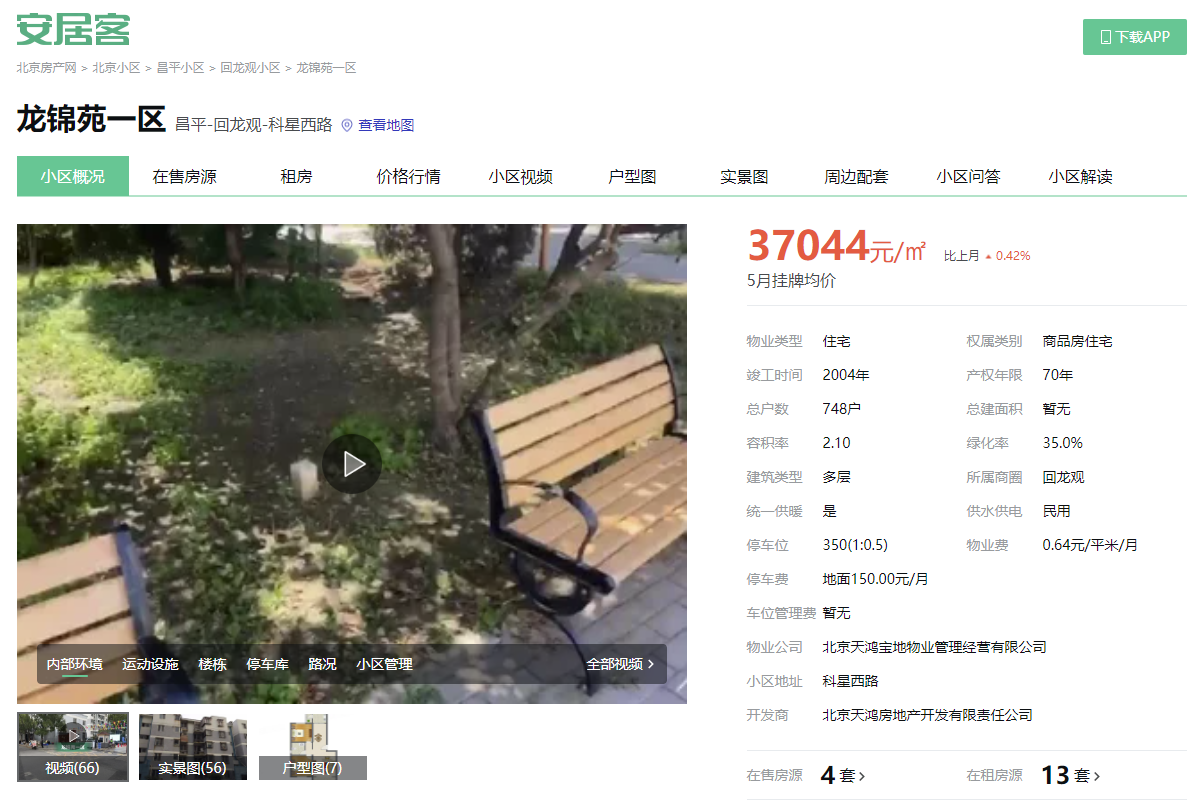 安居客
下载APP
北京房产网 > 北京小区 > 昌平小区 > 回龙观小区 > 龙锦苑一区
龙锦苑一区 昌平-回龙观-科星西路 查看地图
小区概况 在售房源 租房 价格行情 小区视频 户型图 实景图 周边配套 小区问答 小区解读
37044元/㎡ 比上月 0.42%
5月挂牌均价
物业类型 住宅 权属类别 商品房住宅
竣工时间 2004年 产权年限 70年
总户数 748户 总建面积 暂无
容积率 2.10 绿化率 35.0%
建筑类型 多层 所属商圈 回龙观
统一供暖 是 供水供电 民用
停车位 350(1:0.5) 物业费 0.64元/平米/月
停车费 地面150.00元/月
车位管理费 暂无
物业公司 北京天鸿宝地物业管理经营有限公司
小区地址 科星西路
开发商 北京天鸿房地产开发有限责任公司
在售房源 4 套 > 在租房源 13 套 >
内部环境 运动设施 楼栋 停车库 路况 小区管理 全部视频 >
视频(66) 实景图(56) 户型图(7)